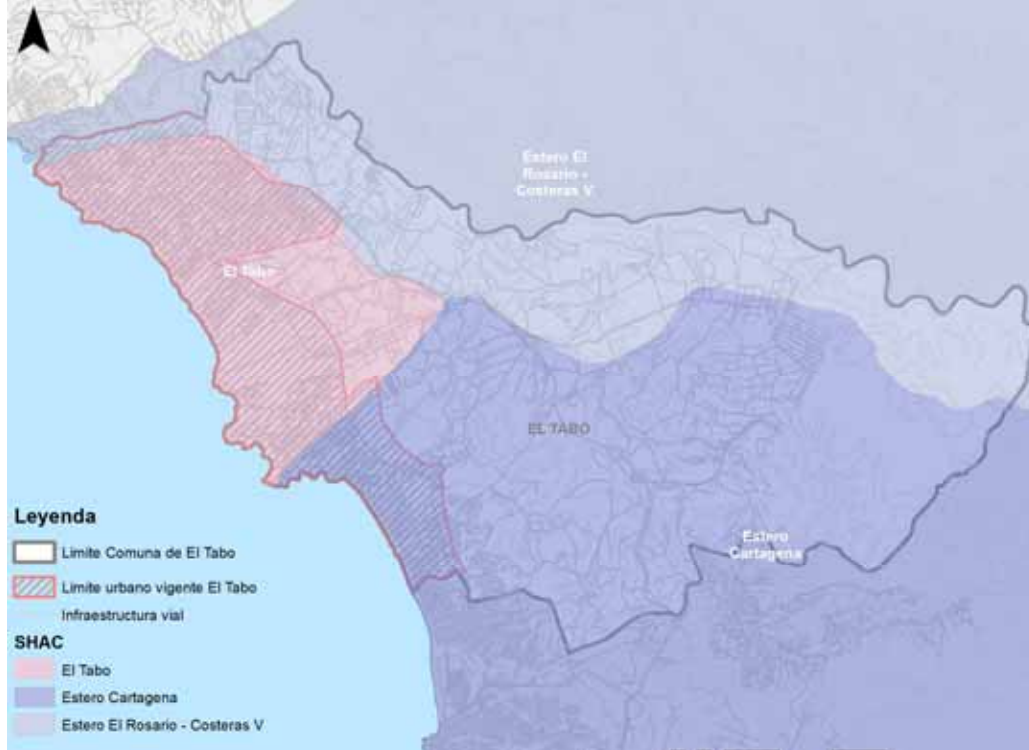 Estero El
Rosario -
Costeras V
El Tabo
EL TABO
Estero
Cartagena
Leyenda
Limite Comuna de El Tabo
Limite urbano vigente El Tabo
Infraestructura vial
SHAC
El Tabo
Estero Cartagena
Estero El Rosario - Costeras V